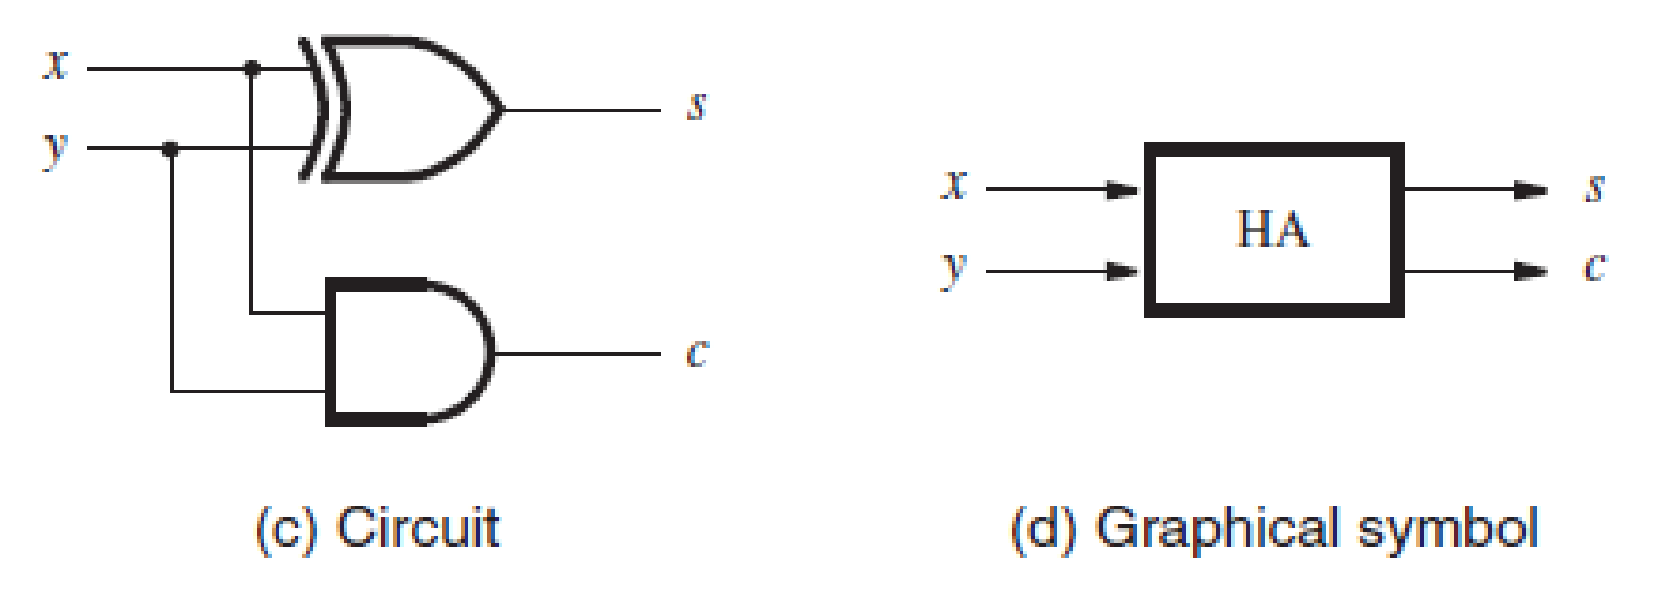 x
y
s
c
(c) Circuit
x
y
HA
s
c
(d) Graphical symbol